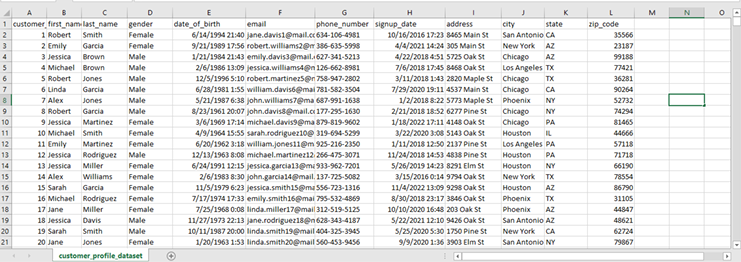 A B C D E F G H I J K L M N O
1 customer_ first_name last_name gender date_of_birth email phone_number signup_date address city state zip_code
2 1 Robert Smith Female 6/14/1994 21:40 jane.davis1@mail.co 634-106-4981 10/16/2016 17:23 8465 Main St San Antonio CA 35566
3 2 Emily Garcia Female 9/21/1989 17:56 robert.williams2@m 386-635-5998 4/4/2021 14:24 305 Main St New York AZ 23187
4 3 Jessica Brown Male 1/21/1984 21:43 emily.davis3@mail.c 627-341-5213 4/22/2018 4:51 5725 Oak St Chicago AZ 99188
5 4 Michael Brown Female 2/6/1986 13:09 jessica.williams4@m 126-662-8981 7/6/2018 17:45 8468 Oak St Los Angeles TX 77421
6 5 Robert Jones Male 12/5/1996 5:10 robert.martinez5@m 758-947-2802 3/11/2018 1:43 2820 Maple St Chicago TX 36281
7 6 Linda Garcia Male 6/28/1981 1:55 william.davis6@mail 781-582-3504 7/29/2020 19:11 4537 Main St Chicago CA 90264
8 7 Alex Jones Male 5/21/1987 6:38 john.williams7@mail 687-991-1638 1/2/2018 8:22 5773 Maple St Phoenix NY 52732
9 8 Robert Garcia Male 8/23/1961 20:07 john.davis8@mail.co 177-295-1630 2/21/2018 18:52 6277 Pine St Chicago NY 74294
10 9 Jessica Martinez Female 3/6/1969 17:14 michael.davis9@ma 879-819-9602 1/18/2022 17:11 4148 Oak St Chicago PA 81465
11 10 Michael Smith Female 4/9/1964 15:55 sarah.rodriguez10@ 319-694-5299 3/22/2020 3:08 5143 Oak St Houston IL 44666
12 11 Emily Martinez Female 6/20/1962 3:18 william.jones11@m 925-216-2350 1/11/2018 12:50 2137 Pine St Los Angeles PA 57118
13 12 Jessica Rodriguez Male 12/13/1963 8:08 michael.martinez12 266-475-3071 11/24/2018 14:53 4838 Pine St Phoenix PA 71718
14 13 Jessica Miller Female 6/24/1991 12:15 jessica.garcia13@m 933-962-7201 5/26/2019 14:23 8291 Elm St Houston NY 66190
15 14 Alex Williams Female 2/6/1983 8:30 john.garcia14@mail. 137-725-5082 3/15/2016 0:14 9794 Oak St New York TX 78554
16 15 Sarah Garcia Female 11/5/1979 6:23 jessica.smith15@ma 556-723-1316 11/4/2022 13:09 9298 Oak St Houston AZ 86790
17 16 Michael Rodriguez Female 7/17/1974 17:33 emily.smith16@mai 795-532-4869 8/30/2018 23:17 3846 Oak St Phoenix TX 31105
18 17 Jane Miller Female 7/25/1968 0:08 linda.miller17@mail 312-519-5125 10/10/2020 16:48 203 Oak St Phoenix AZ 44847
19 18 Jessica Davis Male 11/27/1973 22:13 jane.rodriguez18@m 628-343-4187 5/22/2021 12:10 9426 Oak St San Antonio AZ 48621
20 19 Sarah Smith Female 10/11/1987 20:00 linda.smith19@mail 404-325-3945 5/25/2020 5:30 1750 Pine St New York CA 62724
21 20 Jane Jones Female 1/20/1963 1:53 linda.smith20@mail 560-453-9456 9/9/2020 1:36 3903 Elm St San Antonio NY 79867
customer_profile_dataset